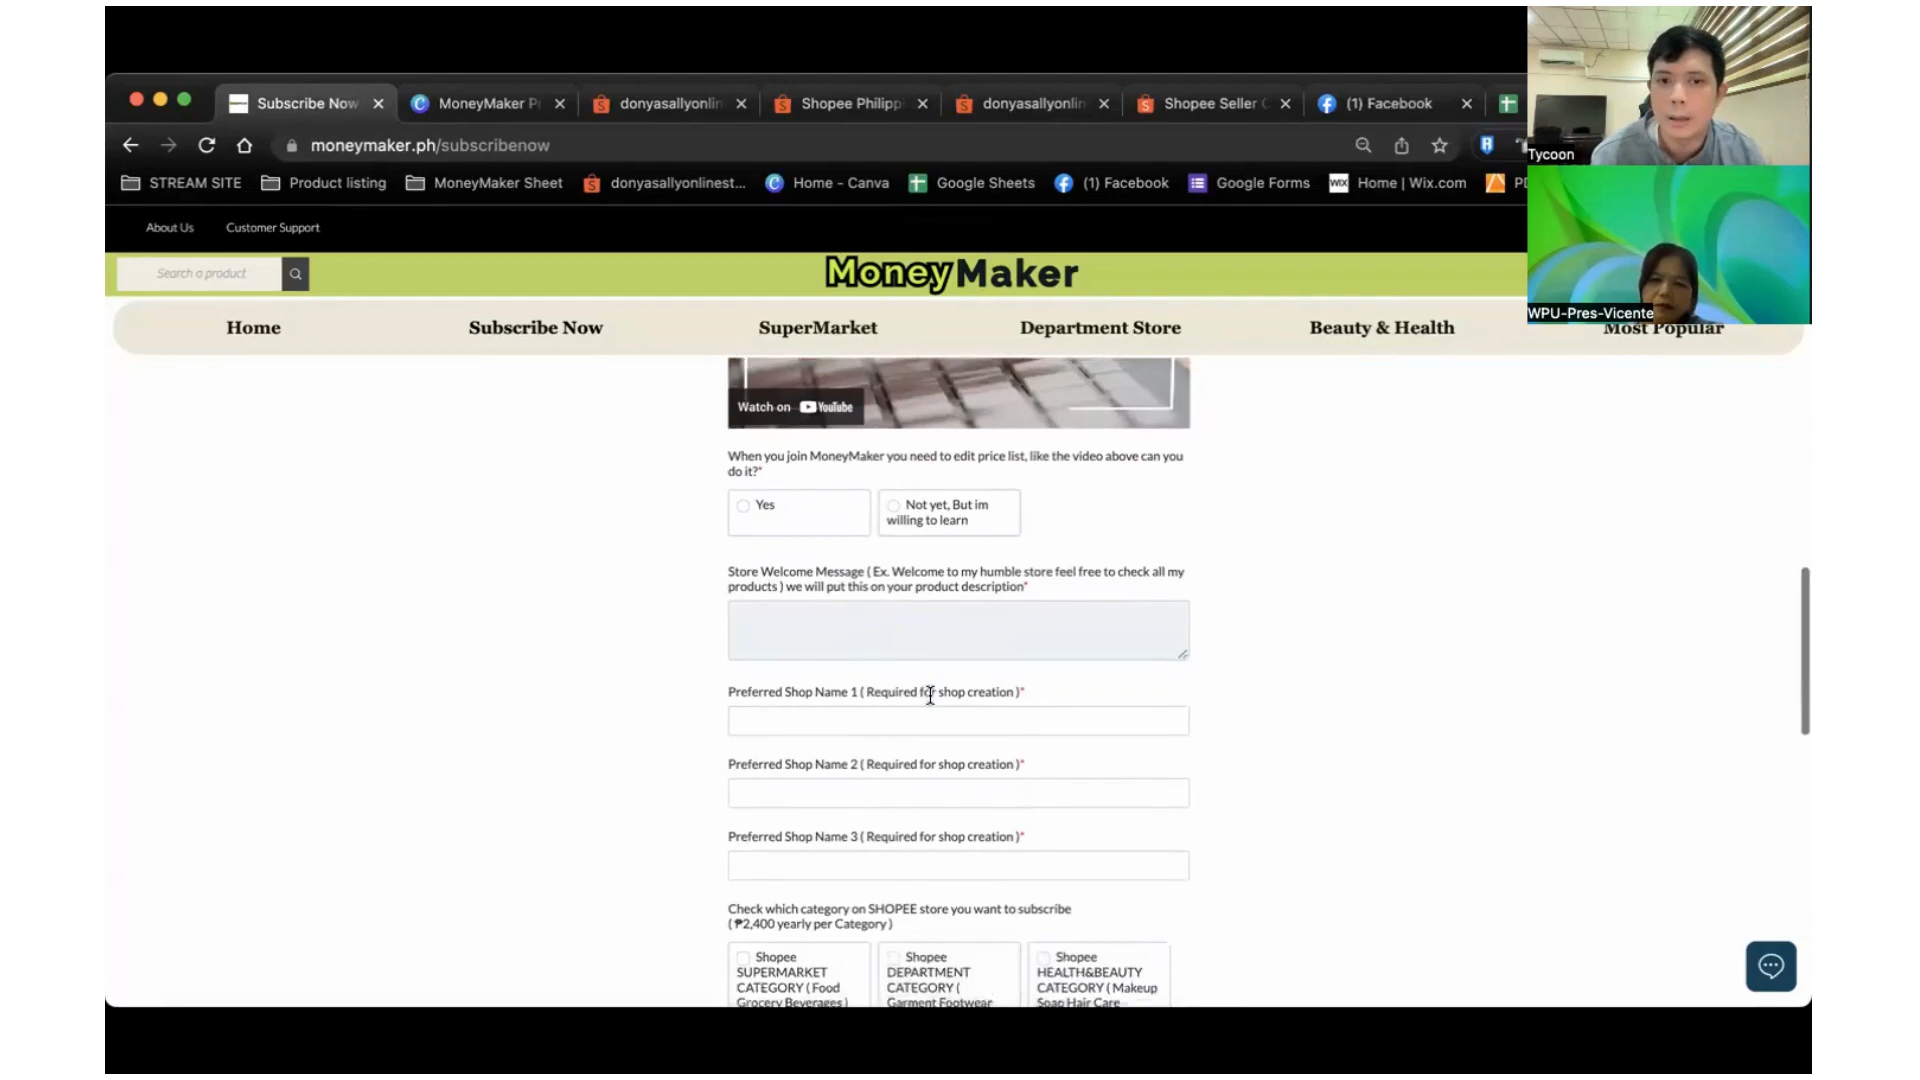 Subscribe Now
MoneyMaker P
donyasallyonlin
Shopee Philipp
donyasallyonlin
Shopee Seller C
(1) Facebook
moneymaker.ph/subscribenow
STREAM SITE
Product listing
MoneyMaker Sheet
donyasallyonlinest...
Home - Canva
Google Sheets
(1) Facebook
Google Forms
WIX
Home | Wix.com
Tycoon
About Us
Customer Support
Search a product
MoneyMaker
WPU-Pres-Vicente
Home
Subscribe Now
SuperMarket
Department Store
Beauty & Health
Most Popular
Watch on YouTube
When you join MoneyMaker you need to edit price list, like the video above can you
do it?*
Yes
Not yet, But im
willing to learn
Store Welcome Message ( Ex. Welcome to my humble store feel free to check all my
products ) we will put this on your product description*
Preferred Shop Name 1 ( Required for shop creation )*
Preferred Shop Name 2 ( Required for shop creation )*
Preferred Shop Name 3 ( Required for shop creation )*
Check which category on SHOPEE store you want to subscribe
( ₱2,400 yearly per Category )
Shopee
SUPERMARKET
CATEGORY ( Food
Grocery Beverages )
Shopee
DEPARTMENT
CATEGORY (
Garment Footwear
Shopee
HEALTH&BEAUTY
CATEGORY ( Makeup
Soap Hair Care